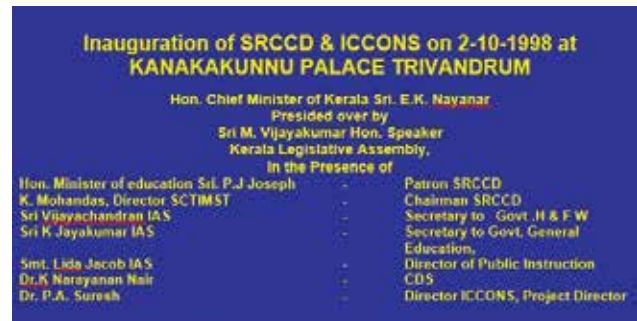 Inauguration of SRCCD & ICCONS on 2-10-1998 at
KANAKAKUNNU PALACE TRIVANDRUM
Hon. Chief Minister of Kerala Sri. E.K. Nayanar
Presided over by
Sri M. Vijayakumar Hon. Speaker
Kerala Legislative Assembly,
In the Presence of
Hon. Minister of education Sri. P.J Joseph - Patron SRCCD
K. Mohandas, Director SCTIMST - Chairman SRCCD
Sri Vijayachandran IAS - Secretary to Govt .H & F W
Sri K Jayakumar IAS - Secretary to Govt. General
Education,
Smt. Lida Jacob IAS - Director of Public Instruction
Dr.K Narayanan Nair - CDS
Dr. P.A. Suresh - Director ICCONS, Project Director